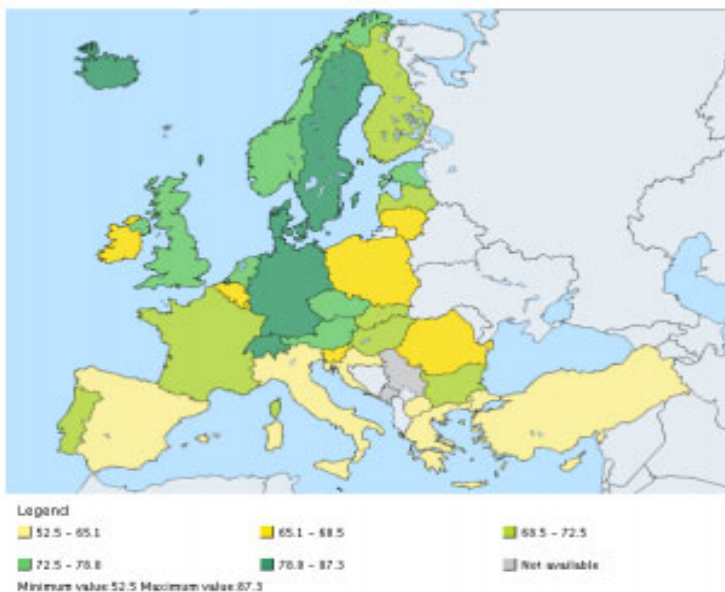 Legend
52.5 - 65.1
65.1 - 68.5
68.5 - 72.5
72.5 - 78.8
78.8 - 87.3
Not available
Minimum value:52.5 Maximum value:87.3